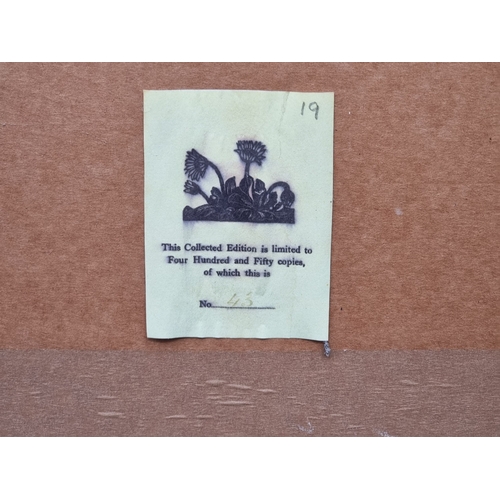 19
This Collected Edition is limited to
Four Hundred and Fifty copies,
of which this is
No.